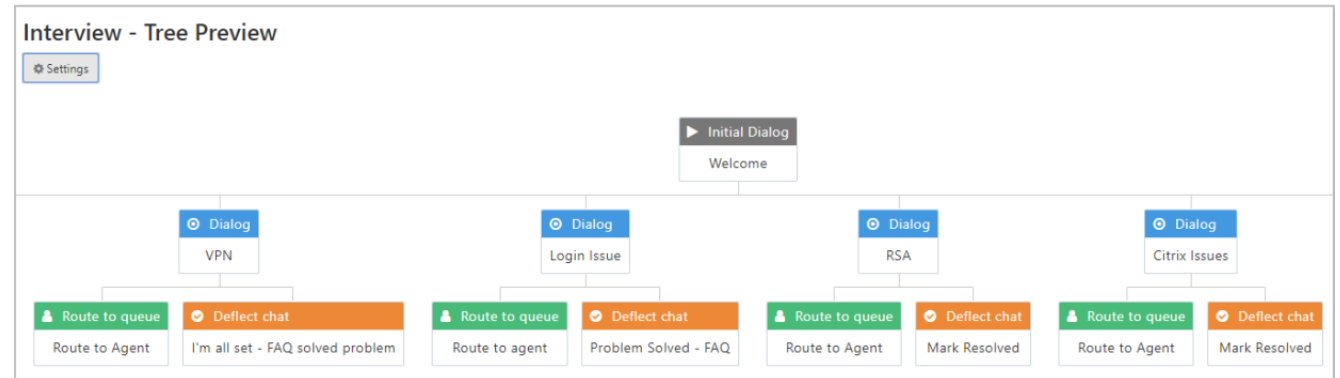 Interview - Tree Preview
Settings
Initial Dialog
Welcome
Dialog
VPN
Dialog
Login Issue
Dialog
RSA
Dialog
Citrix Issues
Route to queue
Route to Agent
Deflect chat
I'm all set - FAQ solved problem
Route to queue
Route to agent
Deflect chat
Problem Solved - FAQ
Route to queue
Route to Agent
Deflect chat
Mark Resolved
Route to queue
Route to Agent
Deflect chat
Mark Resolved